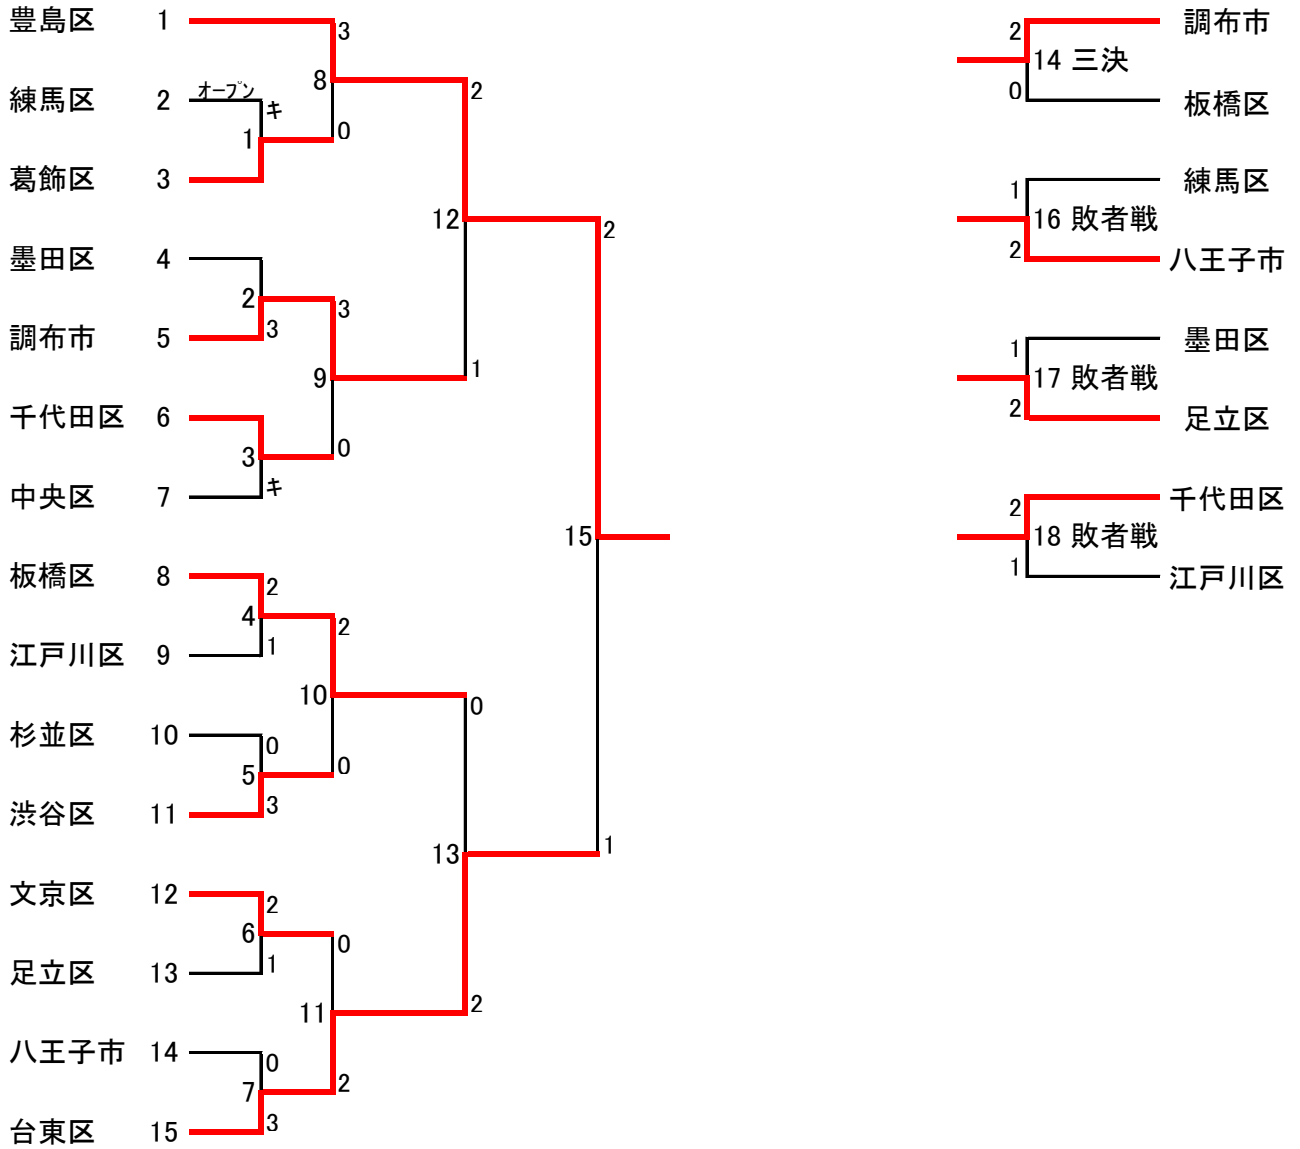 豊島区 1
3
8
練馬区 2 オープン キ
1
0
葛飾区 3
2
12
墨田区 4
2
3
調布市 5 3
9
1
千代田区 6
3
0
中央区 7 キ
2
15
板橋区 8 2
4
2
江戸川区 9 1
10
0
杉並区 10 0
5
0
渋谷区 11 3
13
1
文京区 12 2
6
0
足立区 13 1
11
2
八王子市 14 0
7
2
台東区 15 3
2 調布市
14 三決
0 板橋区
1 練馬区
16 敗者戦
2 八王子市
1 墨田区
17 敗者戦
2 足立区
2 千代田区
18 敗者戦
1 江戸川区